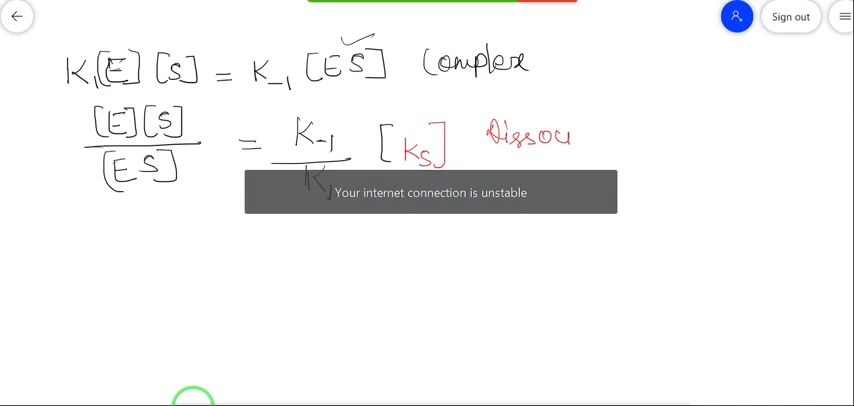 Sign out
K₁[E][S] = K₋₁ [ES] Complex
[E][S] / [ES] = K₋₁ / K₁ [Ks] Dissou
Your internet connection is unstable